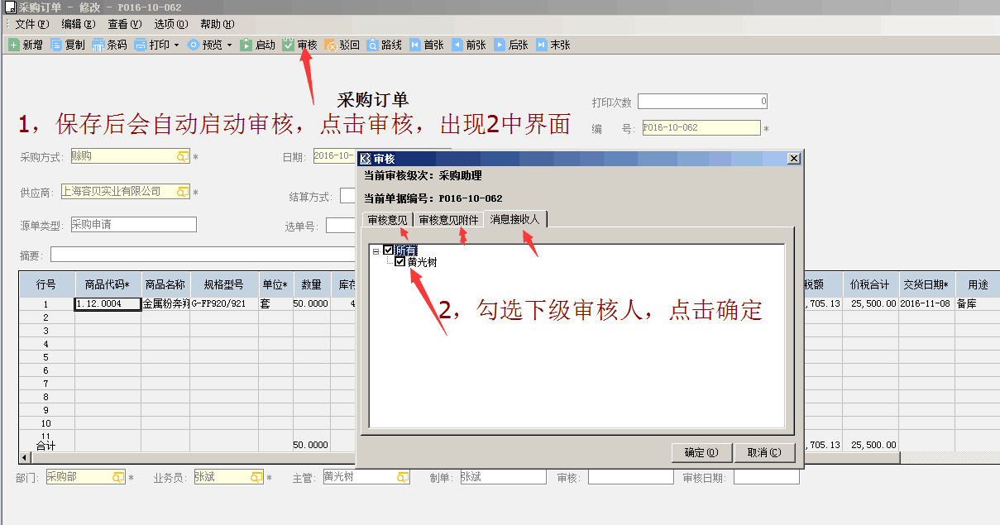 采购订单 - 修改 - PO16-10-062
文件(F) 编辑(E) 查看(V) 选项(O) 帮助(H)
新增 复制 条码 打印 预览 启动 审核 驳回 路线 首张 前张 后张 末张
采购订单
打印次数 0
1，保存后会自动启动审核，点击审核，出现2中界面
编 号: PO16-10-062 *
采购方式: 赊购 *
日期: 2016-10-
供应商: 上海容贝实业有限公司 *
结算方式:
源单类型: 采购申请
选单号:
摘要:
审核
当前审核级次: 采购助理
当前单据编号: PO16-10-062
审核意见 审核意见附件 消息接收人
所有
黄光树
2，勾选下级审核人，点击确定
确定(O) 取消(C)
行号 商品代码* 商品名称 规格型号 单位* 数量 库存 税额 价税合计 交货日期* 用途
1 1.12.0004 金属粉奔翔 G-FP920/921 套 50.0000 4 ,705.13 25,500.00 2016-11-08 备库
2
3
4
5
6
7
8
9
10
11
合计 50.0000 ,705.13 25,500.00
部门: 采购部 * 业务员: 张斌 * 主管: 黄光树 制单: 张斌 审核: 审核日期: